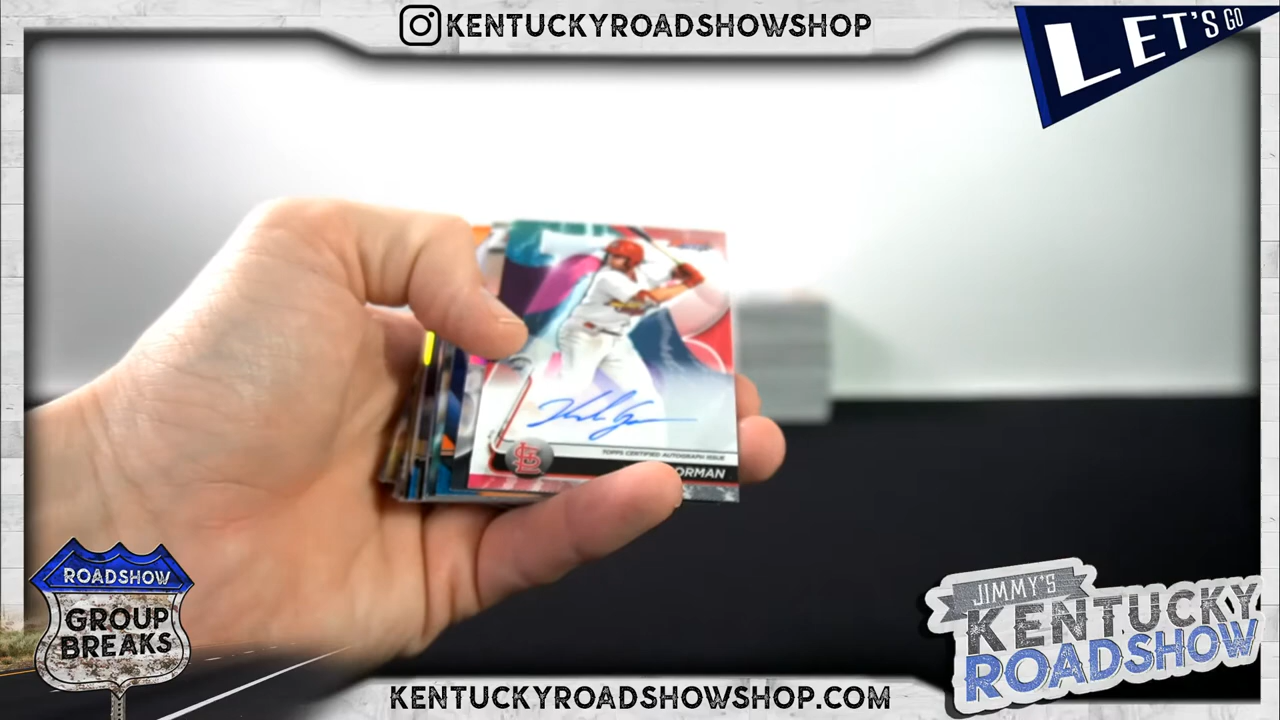 KENTUCKYROADSHOWSHOP
LET'S GO
TOPPS CERTIFIED AUTOGRAPH ISSUE
ORMAN
ROADSHOW
GROUP
BREAKS
JIMMY'S
KENTUCKY
ROADSHOW
KENTUCKYROADSHOWSHOP.COM